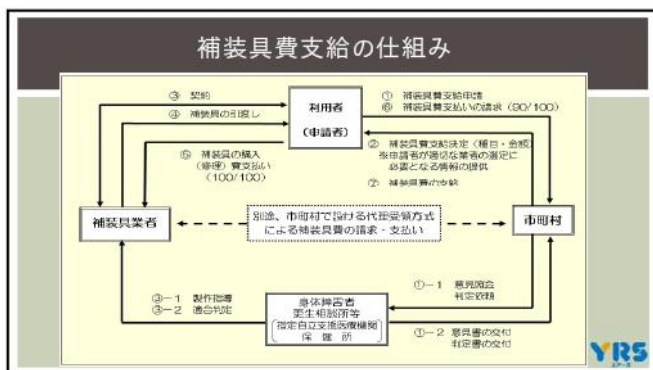 補装具費支給の仕組み
③ 契約
④ 補装具の引渡し
利用者
（申請者）
① 補装具費支給申請
⑥ 補装具費支払いの請求（90/100）
② 補装具費支給決定（種目・金額）
※申請者が適切な業者の選定に
必要となる情報の提供
⑤ 補装具の購入
（修理）費支払い
（100/100）
⑦ 補装具費の支給
補装具業者
別途、市町村で設ける代理受領方式
による補装具費の請求・支払い
市町村
①－1 意見照会
判定依頼
③－1 製作指導
③－2 適合判定
身体障害者
更生相談所等
指定自立支援医療機関
保健所
①－2 意見書の交付
判定書の交付
YRS